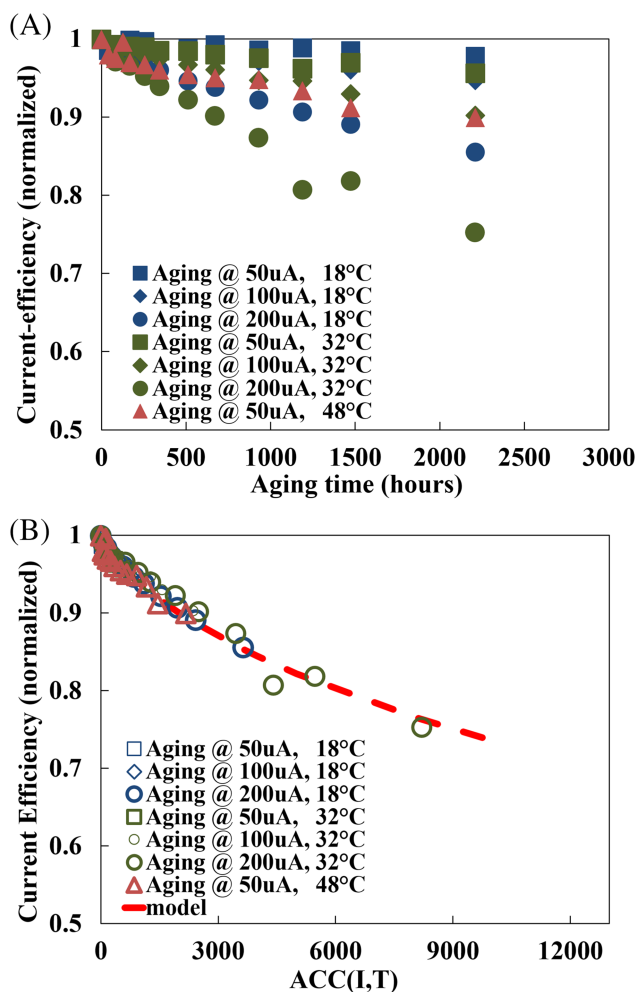 (A)
Current-efficiency (normalized)
1
0.9
0.8
0.7
0.6
0.5
Aging @ 50uA, 18°C
Aging @ 100uA, 18°C
Aging @ 200uA, 18°C
Aging @ 50uA, 32°C
Aging @ 100uA, 32°C
Aging @ 200uA, 32°C
Aging @ 50uA, 48°C
0 500 1000 1500 2000 2500 3000
Aging time (hours)
(B)
Current Efficiency (normalized)
1
0.9
0.8
0.7
0.6
0.5
Aging @ 50uA, 18°C
Aging @ 100uA, 18°C
Aging @ 200uA, 18°C
Aging @ 50uA, 32°C
Aging @ 100uA, 32°C
Aging @ 200uA, 32°C
Aging @ 50uA, 48°C
model
0 3000 6000 9000 12000
ACC(I,T)